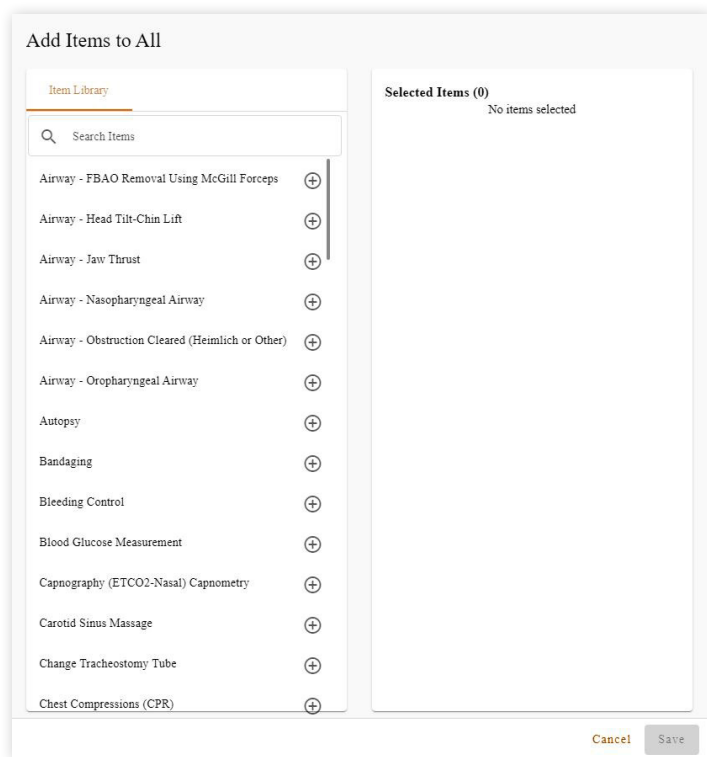 Add Items to All
Item Library
Search Items
Airway - FBAO Removal Using McGill Forceps
Airway - Head Tilt-Chin Lift
Airway - Jaw Thrust
Airway - Nasopharyngeal Airway
Airway - Obstruction Cleared (Heimlich or Other)
Airway - Oropharyngeal Airway
Autopsy
Bandaging
Bleeding Control
Blood Glucose Measurement
Capnography (ETCO2-Nasal) Capnometry
Carotid Sinus Massage
Change Tracheostomy Tube
Chest Compressions (CPR)
Selected Items (0)
No items selected
Cancel
Save